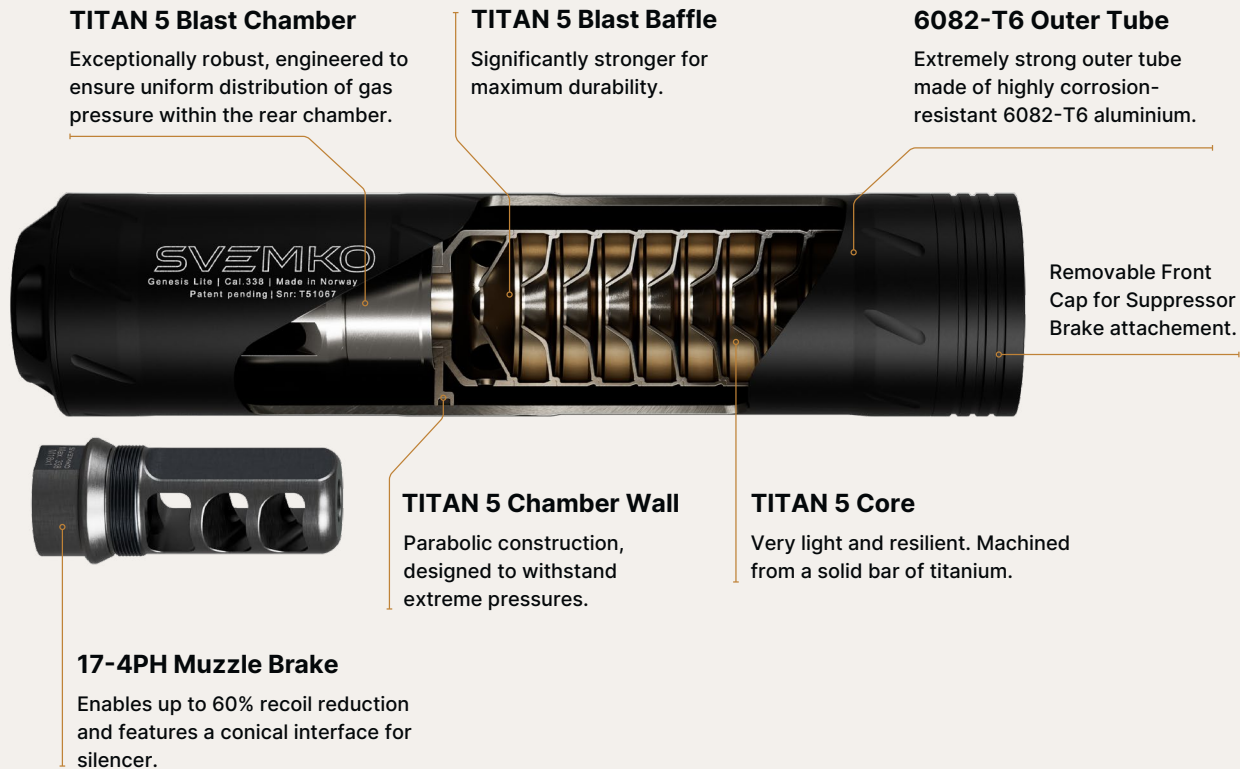 TITAN 5 Blast Chamber
Exceptionally robust, engineered to
ensure uniform distribution of gas
pressure within the rear chamber.
TITAN 5 Blast Baffle
Significantly stronger for
maximum durability.
6082-T6 Outer Tube
Extremely strong outer tube
made of highly corrosion-
resistant 6082-T6 aluminium.
SVEMKO
Genesis Lite | Cal.338 | Made in Norway
Patent pending | Snr: T51067
Removable Front
Cap for Suppressor
Brake attachement.
TITAN 5 Chamber Wall
Parabolic construction,
designed to withstand
extreme pressures.
TITAN 5 Core
Very light and resilient. Machined
from a solid bar of titanium.
17-4PH Muzzle Brake
Enables up to 60% recoil reduction
and features a conical interface for
silencer.